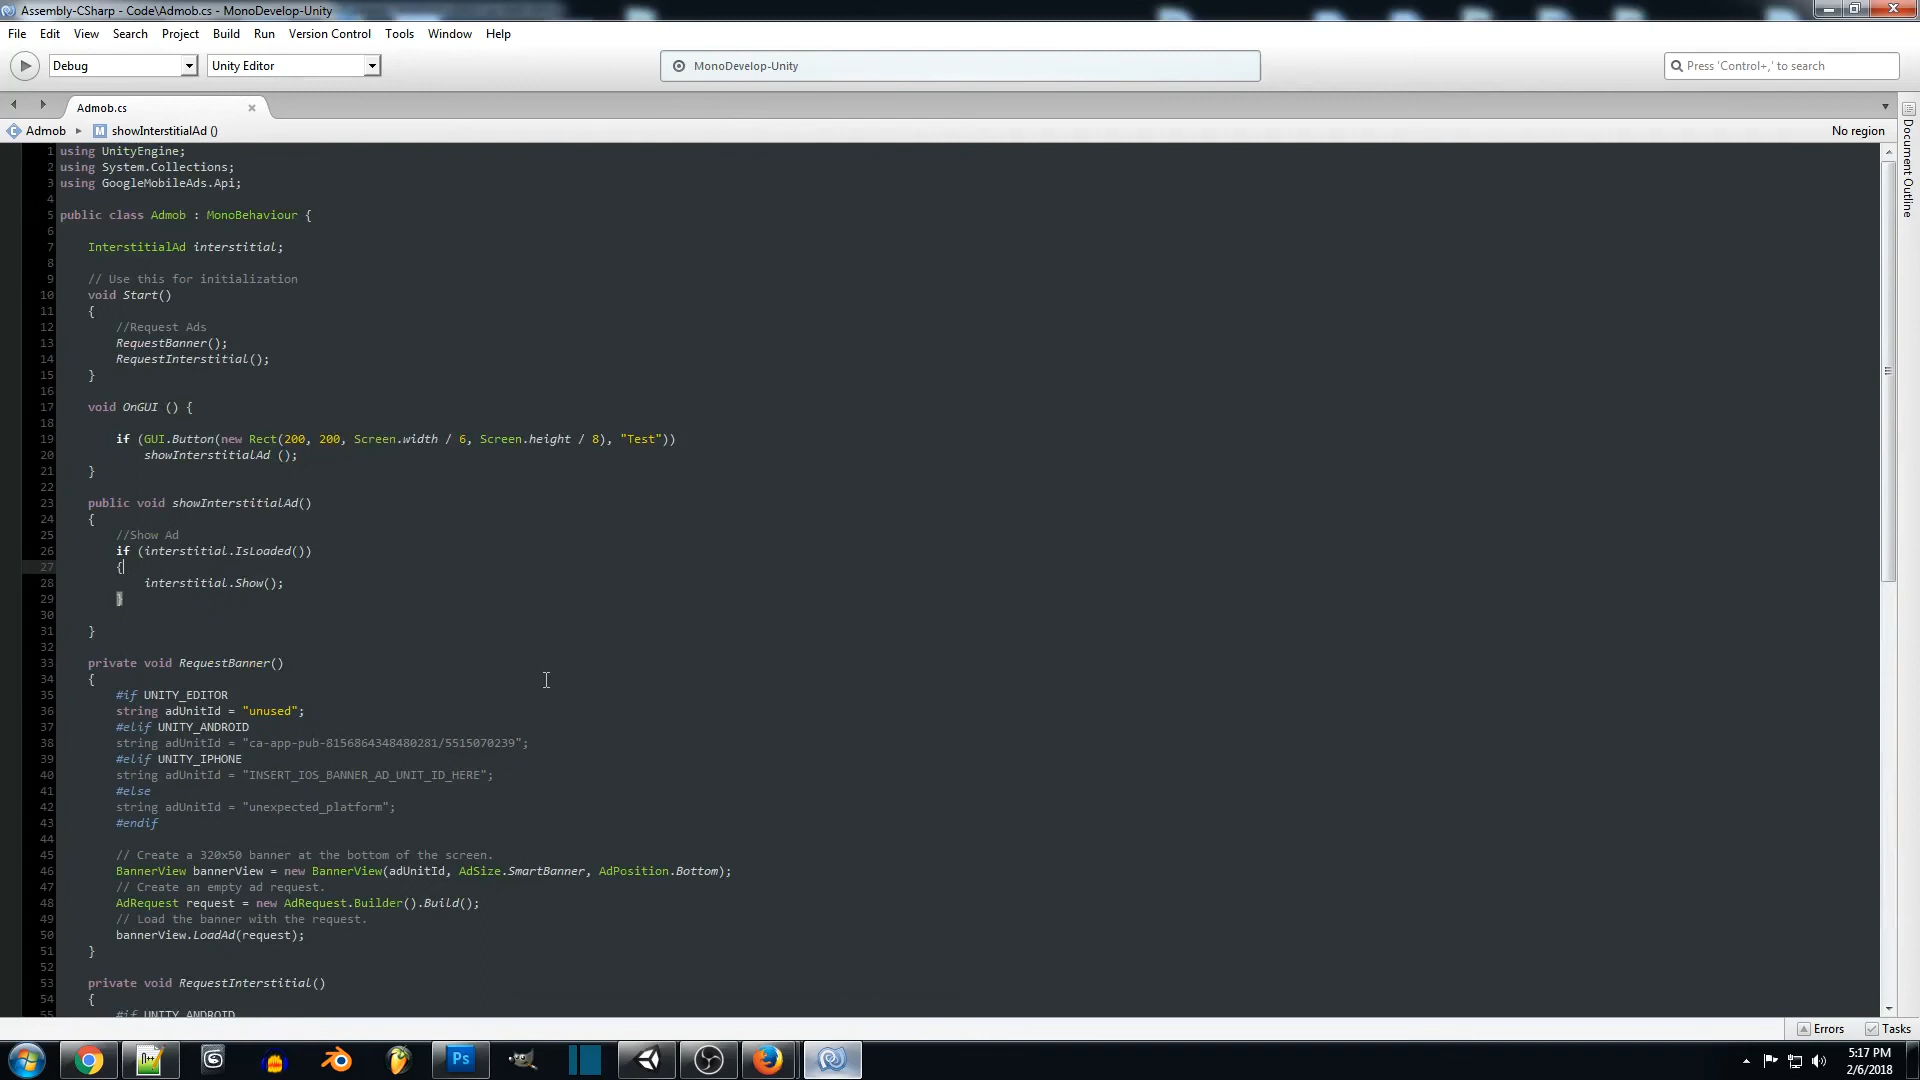 Assembly-CSharp - Code\Admob.cs - MonoDevelop-Unity
File Edit View Search Project Build Run Version Control Tools Window Help
Debug Unity Editor MonoDevelop-Unity Press 'Control+,' to search
Admob.cs
Admob showInterstitialAd () No region
Document Outline
1 using UnityEngine;
2 using System.Collections;
3 using GoogleMobileAds.Api;
4
5 public class Admob : MonoBehaviour {
6
7 InterstitialAd interstitial;
8
9 // Use this for initialization
10 void Start()
11 {
12 //Request Ads
13 RequestBanner();
14 RequestInterstitial();
15 }
16
17 void OnGUI () {
18
19 if (GUI.Button(new Rect(200, 200, Screen.width / 6, Screen.height / 8), "Test"))
20 showInterstitialAd ();
21 }
22
23 public void showInterstitialAd()
24 {
25 //Show Ad
26 if (interstitial.IsLoaded())
27 {
28 interstitial.Show();
29 }
30
31 }
32
33 private void RequestBanner()
34 {
35 #if UNITY_EDITOR
36 string adUnitId = "unused";
37 #elif UNITY_ANDROID
38 string adUnitId = "ca-app-pub-8156864348480281/5515070239";
39 #elif UNITY_IPHONE
40 string adUnitId = "INSERT_IOS_BANNER_AD_UNIT_ID_HERE";
41 #else
42 string adUnitId = "unexpected_platform";
43 #endif
44
45 // Create a 320x50 banner at the bottom of the screen.
46 BannerView bannerView = new BannerView(adUnitId, AdSize.SmartBanner, AdPosition.Bottom);
47 // Create an empty ad request.
48 AdRequest request = new AdRequest.Builder().Build();
49 // Load the banner with the request.
50 bannerView.LoadAd(request);
51 }
52
53 private void RequestInterstitial()
54 {
55 #if UNITY_ANDROID
Errors Tasks
Ps
5:17 PM
2/6/2018